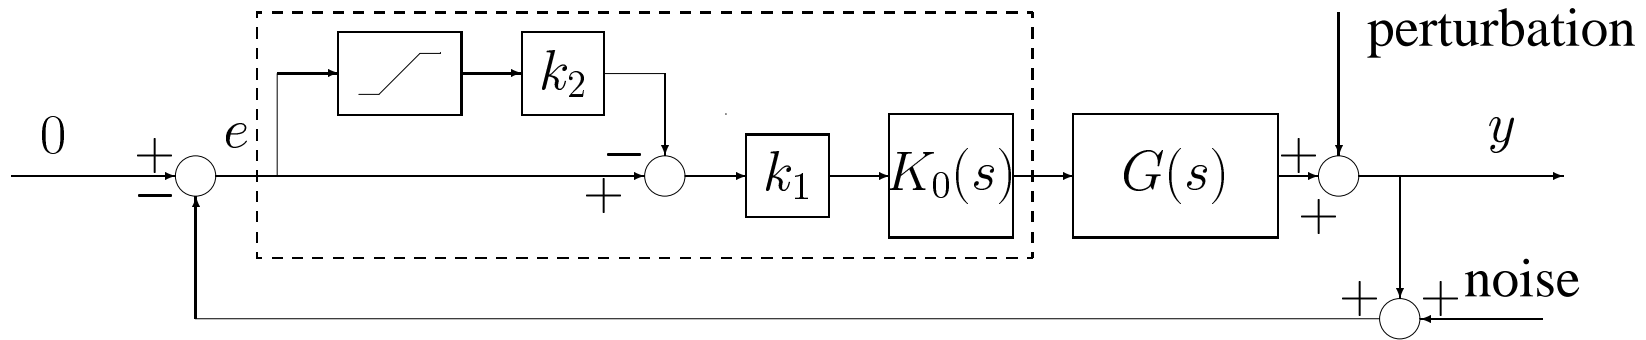 perturbation
k₂
0
e
y
+
−
−
+
k₁
K₀(s)
G(s)
+
+
+
+
noise